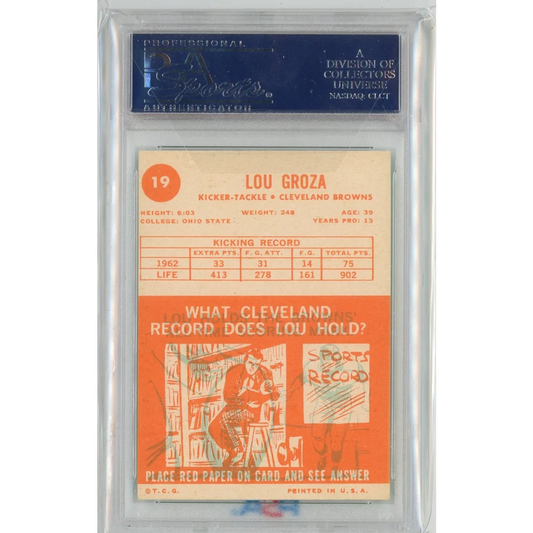 PROFESSIONAL
PSA
Sports.
AUTHENTICATON
A
DIVISION OF
COLLECTORS
UNIVERSE
NASDAQ: CLCT
19
LOU GROZA
KICKER-TACKLE • CLEVELAND BROWNS
HEIGHT: 6:03 WEIGHT: 248 AGE: 39
COLLEGE: OHIO STATE YEARS PRO: 13
KICKING RECORD
EXTRA PTS. F.G. ATT. F.G. TOTAL PTS.
1962 33 31 14 75
LIFE 413 278 161 902
WHAT CLEVELAND
RECORD DOES LOU HOLD?
SPORTS
RECORD
PLACE RED PAPER ON CARD AND SEE ANSWER
© T.C.G. PRINTED IN U.S.A.